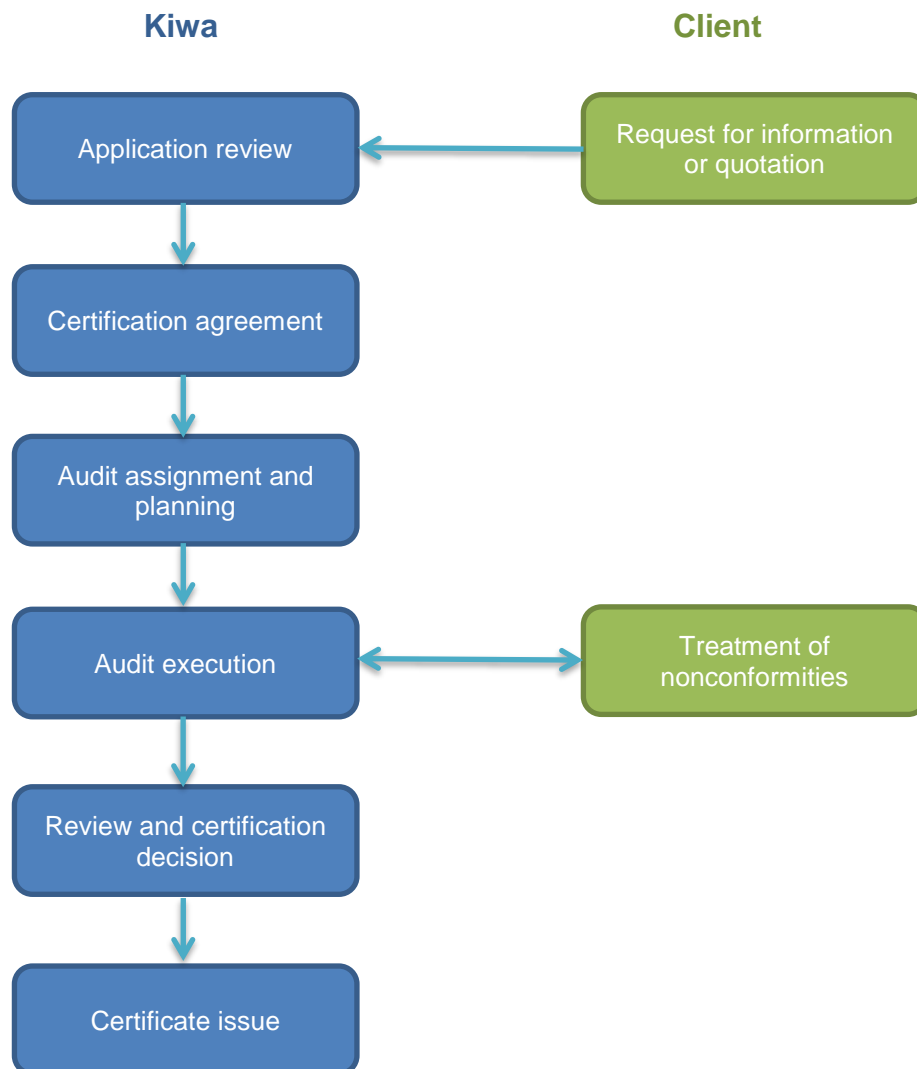 Kiwa
Client
Application review
Request for information
or quotation
Certification agreement
Audit assignment and
planning
Audit execution
Treatment of
nonconformities
Review and certification
decision
Certificate issue